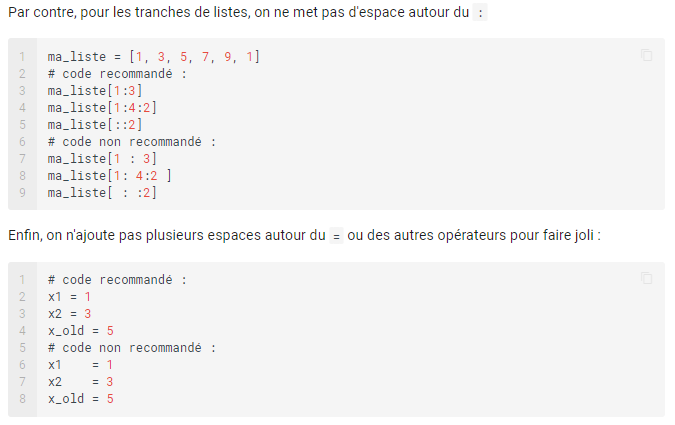 Par contre, pour les tranches de listes, on ne met pas d'espace autour du :
1 ma_liste = [1, 3, 5, 7, 9, 1]
2 # code recommandé :
3 ma_liste[1:3]
4 ma_liste[1:4:2]
5 ma_liste[::2]
6 # code non recommandé :
7 ma_liste[1 : 3]
8 ma_liste[1: 4:2 ]
9 ma_liste[ : :2]
Enfin, on n'ajoute pas plusieurs espaces autour du = ou des autres opérateurs pour faire joli :
1 # code recommandé :
2 x1 = 1
3 x2 = 3
4 x_old = 5
5 # code non recommandé :
6 x1    = 1
7 x2    = 3
8 x_old = 5